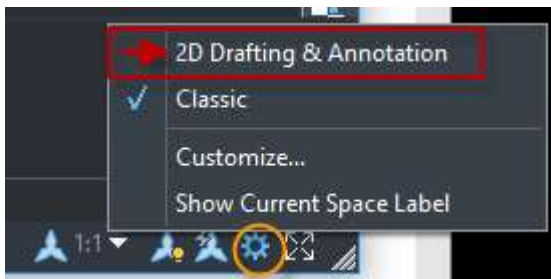 2D Drafting & Annotation
Classic
Customize...
Show Current Space Label
1:1